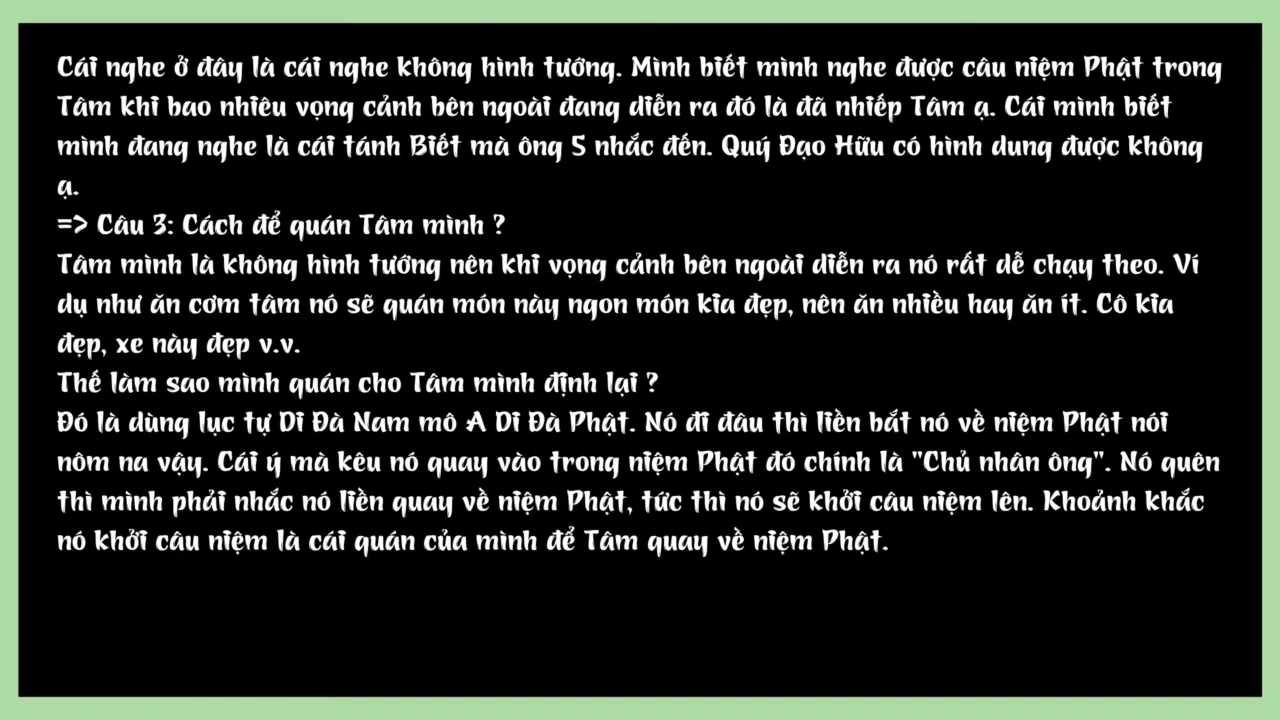 Cái nghe ở đây là cái nghe không hình tướng. Mình biết mình nghe được câu niệm Phật trong
Tâm khi bao nhiêu vọng cảnh bên ngoài đang diễn ra đó là đã nhiếp Tâm ạ. Cái mình biết
mình đang nghe là cái tánh Biết mà ông 5 nhắc đến. Quý Đạo Hữu có hình dung được không
ạ.
=> Câu 3: Cách để quán Tâm mình ?
Tâm mình là không hình tướng nên khi vọng cảnh bên ngoài diễn ra nó rất dễ chạy theo. Ví
dụ như ăn cơm tâm nó sẽ quán món này ngon món kia đẹp, nên ăn nhiều hay ăn ít. Cô kia
đẹp, xe này đẹp v.v.
Thế làm sao mình quán cho Tâm mình định lại ?
Đó là dùng lục tự Di Đà Nam mô A Di Đà Phật. Nó đi đâu thì liền bắt nó về niệm Phật nói
nôm na vậy. Cái ý mà kêu nó quay vào trong niệm Phật đó chính là "Chủ nhân ông". Nó quên
thì mình phải nhắc nó liền quay về niệm Phật, tức thì nó sẽ khởi câu niệm lên. Khoảnh khắc
nó khởi câu niệm là cái quán của mình để Tâm quay về niệm Phật.